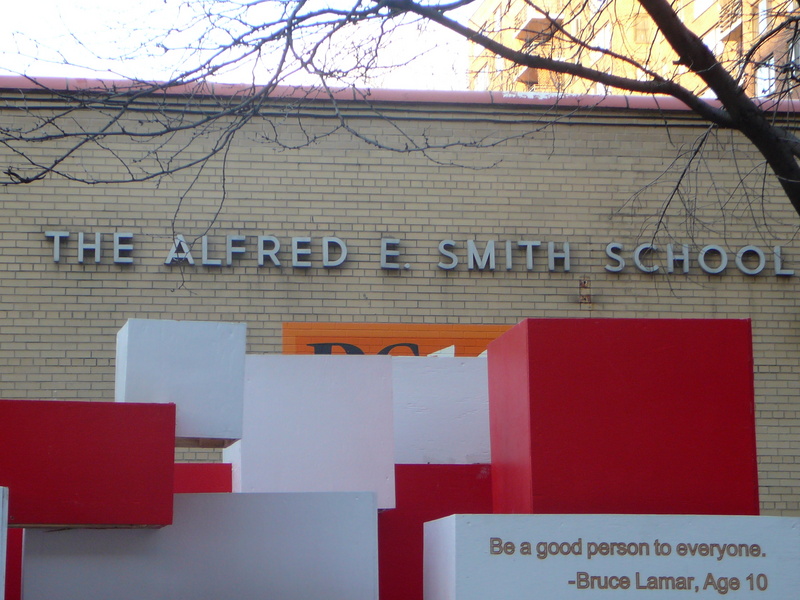 THE ALFRED E. SMITH SCHOOL
Be a good person to everyone.
-Bruce Lamar, Age 10